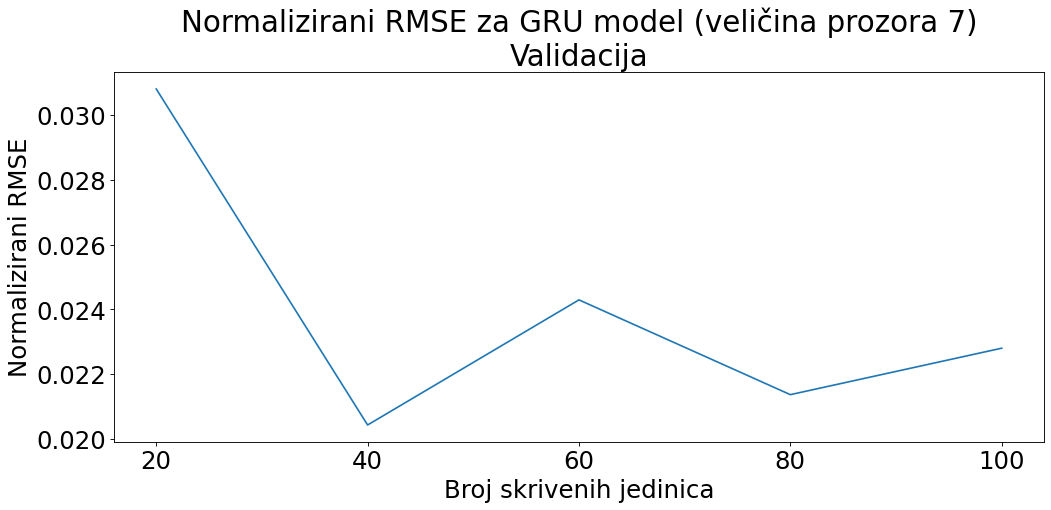 Normalizirani RMSE za GRU model (veličina prozora 7)
Validacija
Normalizirani RMSE
0.030
0.028
0.026
0.024
0.022
0.020
20 40 60 80 100
Broj skrivenih jedinica